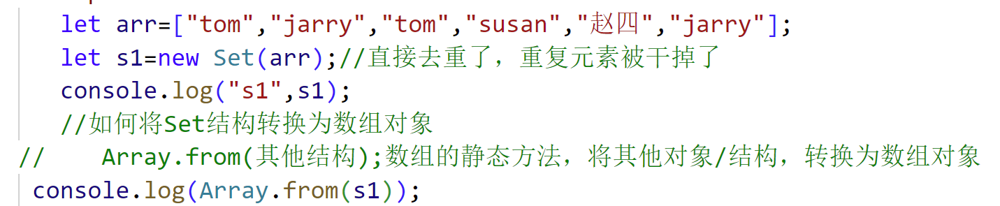 let arr=["tom","jarry","tom","susan","赵四","jarry"];
let s1=new Set(arr);//直接去重了，重复元素被干掉了
console.log("s1",s1);
//如何将Set结构转换为数组对象
//    Array.from(其他结构);数组的静态方法，将其他对象/结构，转换为数组对象
console.log(Array.from(s1));